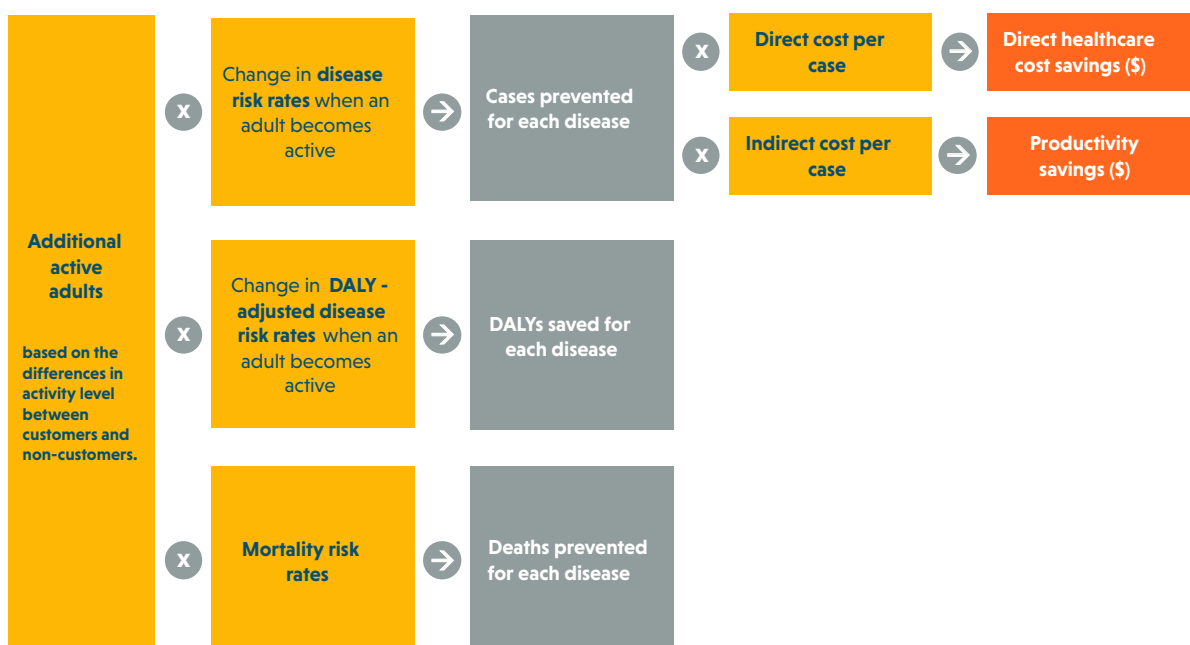 Additional
active
adults
based on the
differences in
activity level
between
customers and
non-customers.
x
Change in disease
risk rates when an
adult becomes
active
Cases prevented
for each disease
x
Direct cost per
case
Direct healthcare
cost savings ($)
x
Indirect cost per
case
Productivity
savings ($)
x
Change in DALY -
adjusted disease
risk rates when an
adult becomes
active
DALYs saved for
each disease
x
Mortality risk
rates
Deaths prevented
for each disease